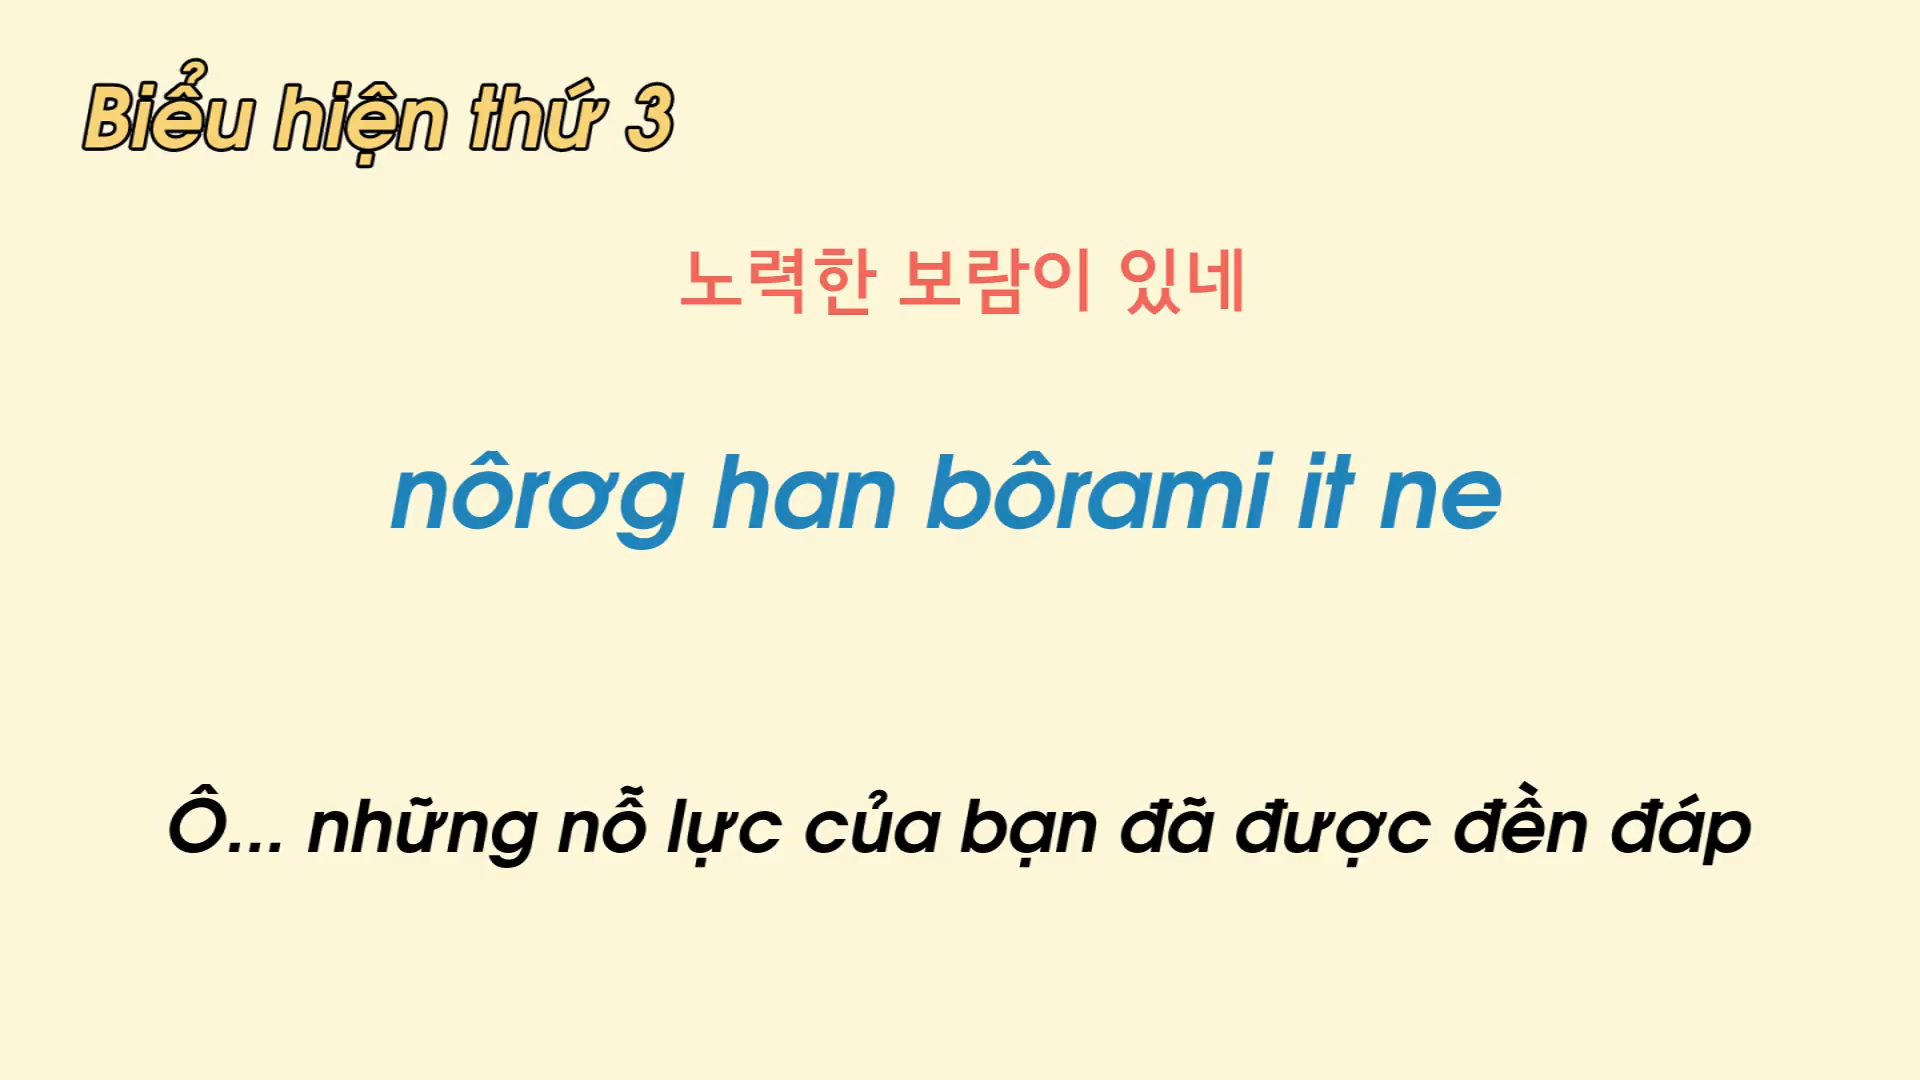 Biểu hiện thứ 3
노력한 보람이 있네
nôrơg han bôrami it ne
Ô... những nỗ lực của bạn đã được đền đáp